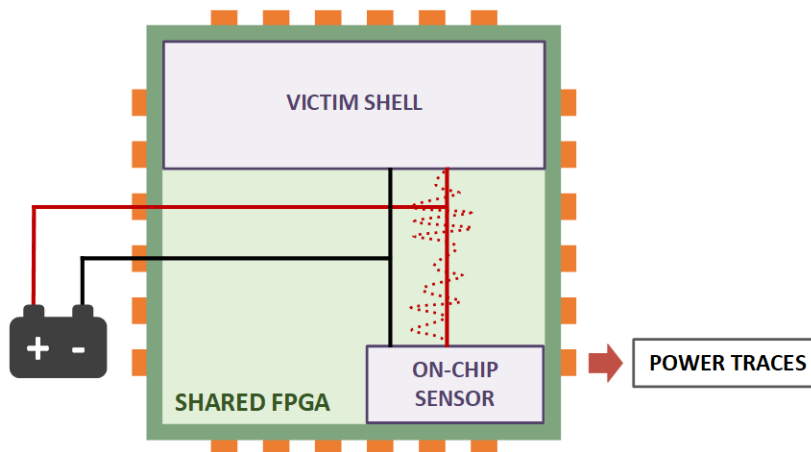 VICTIM SHELL
+ -
ON-CHIP
SENSOR
SHARED FPGA
POWER TRACES